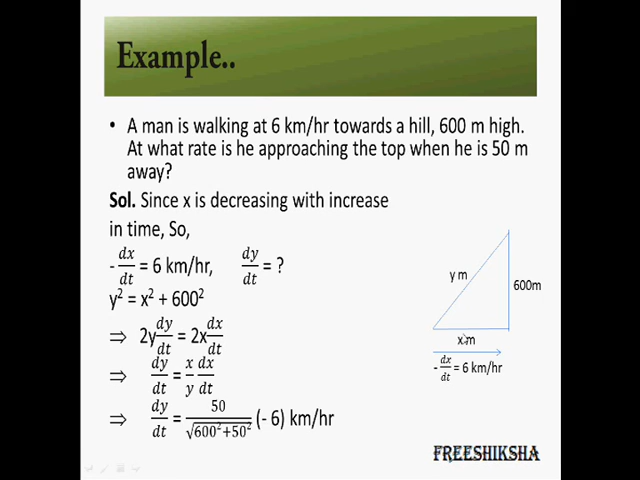 Example..
• A man is walking at 6 km/hr towards a hill, 600 m high.
At what rate is he approaching the top when he is 50 m
away?
Sol. Since x is decreasing with increase
in time, So,
-dx/dt = 6 km/hr, dy/dt = ?
y² = x² + 600²
⇒ 2y dy/dt = 2x dx/dt
⇒ dy/dt = x/y dx/dt
⇒ dy/dt = 50/√(600²+50²) (- 6) km/hr
y m
600m
x m
-dx/dt = 6 km/hr
FREESHIKSHA